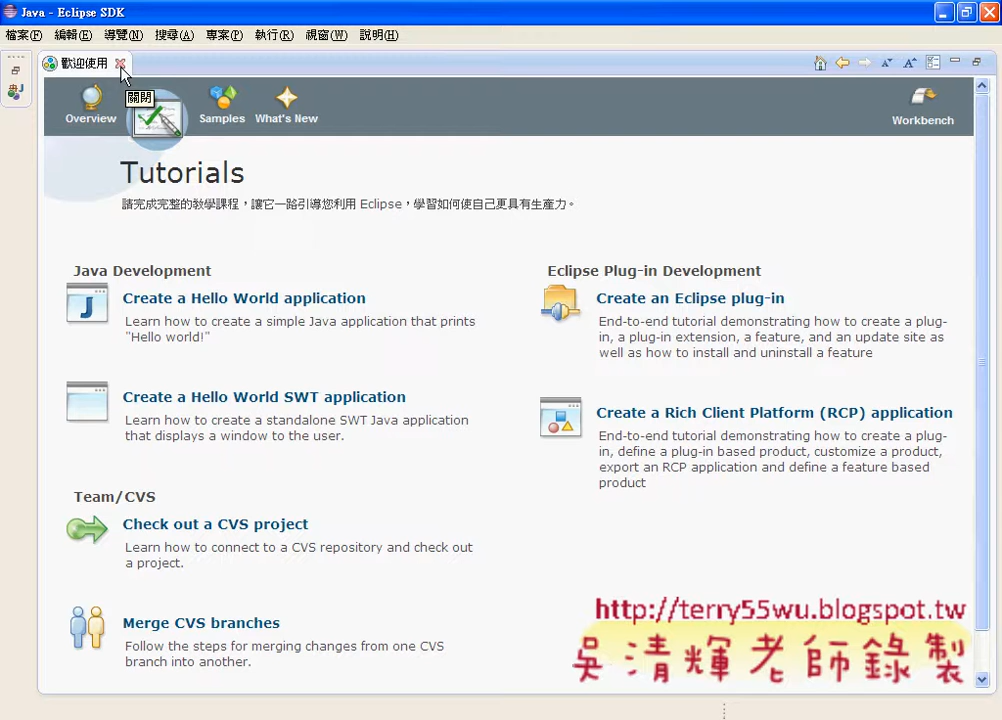 Java - Eclipse SDK
檔案(F) 編輯(E) 導覽(N) 搜尋(A) 專案(P) 執行(R) 視窗(W) 說明(H)
歡迎使用
關閉
Overview
Samples
What's New
Workbench
Tutorials
請完成完整的教學課程，讓它一路引導您利用 Eclipse，學習如何使自己更具有生產力。
Java Development
Create a Hello World application
Learn how to create a simple Java application that prints
"Hello world!"
Create a Hello World SWT application
Learn how to create a standalone SWT Java application
that displays a window to the user.
Team/CVS
Check out a CVS project
Learn how to connect to a CVS repository and check out
a project.
Merge CVS branches
Follow the steps for merging changes from one CVS
branch into another.
Eclipse Plug-in Development
Create an Eclipse plug-in
End-to-end tutorial demonstrating how to create a plug-
in, a plug-in extension, a feature, and an update site as
well as how to install and uninstall a feature
Create a Rich Client Platform (RCP) application
End-to-end tutorial demonstrating how to create a plug-
in, define a plug-in based product, customize a product,
export an RCP application and define a feature based
product
http://terry55wu.blogspot.tw
吳清輝老師錄製